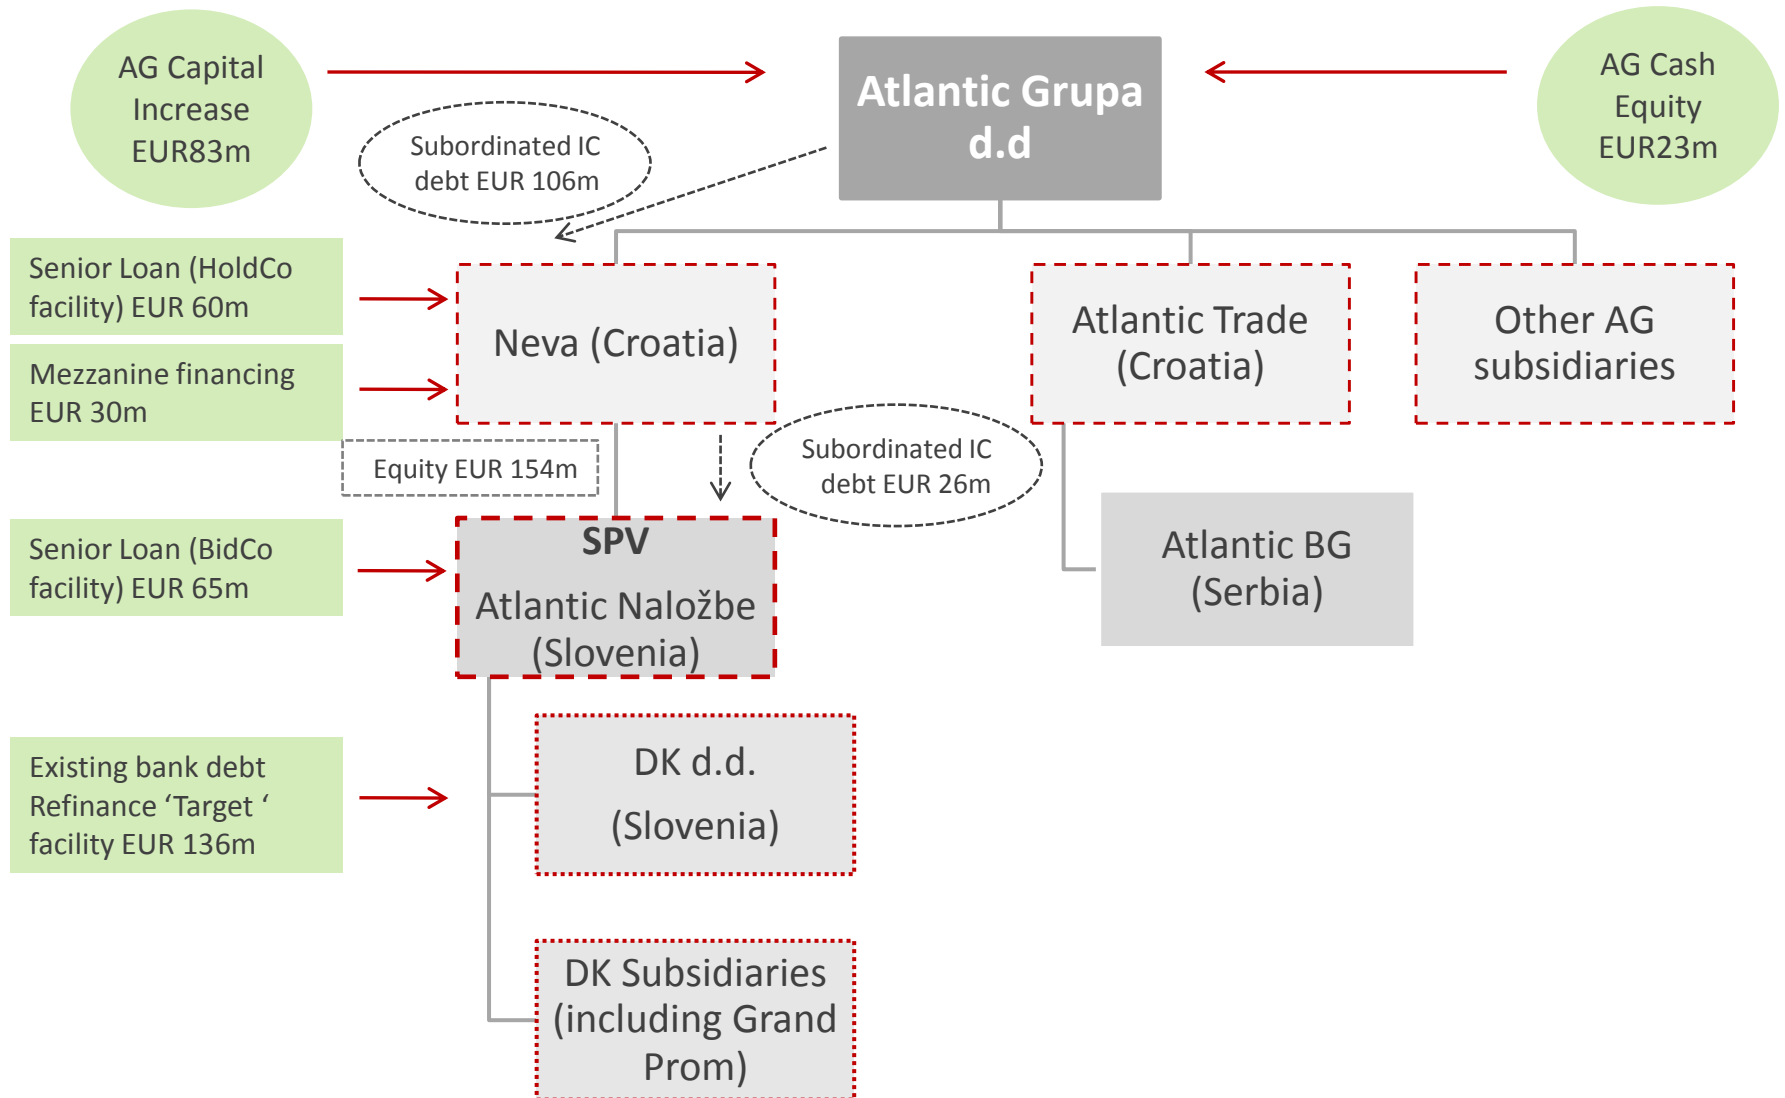 AG Capital
Increase
EUR83m
Atlantic Grupa
d.d
AG Cash
Equity
EUR23m
Subordinated IC
debt EUR 106m
Senior Loan (HoldCo
facility) EUR 60m
Mezzanine financing
EUR 30m
Neva (Croatia)
Atlantic Trade
(Croatia)
Other AG
subsidiaries
Equity EUR 154m
Subordinated IC
debt EUR 26m
Senior Loan (BidCo
facility) EUR 65m
SPV
Atlantic Naložbe
(Slovenia)
Atlantic BG
(Serbia)
Existing bank debt
Refinance ‘Target ‘
facility EUR 136m
DK d.d.
(Slovenia)
DK Subsidiaries
(including Grand
Prom)